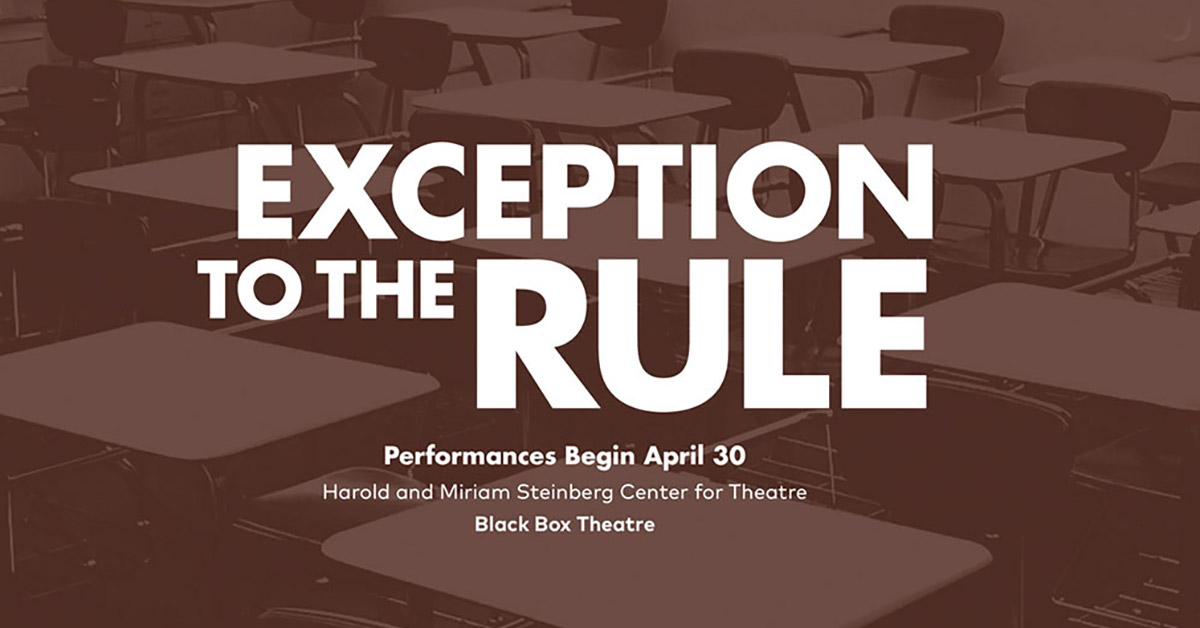 EXCEPTION
TO THE RULE
Performances Begin April 30
Harold and Miriam Steinberg Center for Theatre
Black Box Theatre